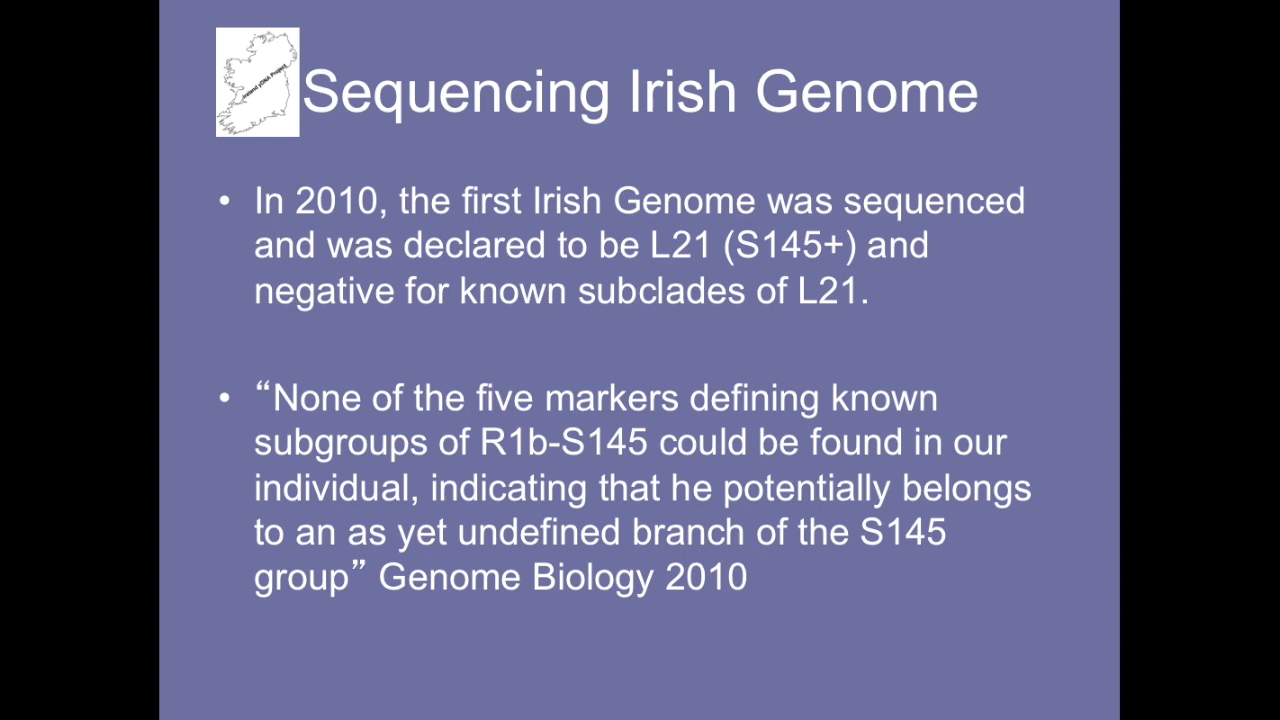 Ireland yDNA Project
Sequencing Irish Genome
• In 2010, the first Irish Genome was sequenced
and was declared to be L21 (S145+) and
negative for known subclades of L21.
• “None of the five markers defining known
subgroups of R1b-S145 could be found in our
individual, indicating that he potentially belongs
to an as yet undefined branch of the S145
group” Genome Biology 2010